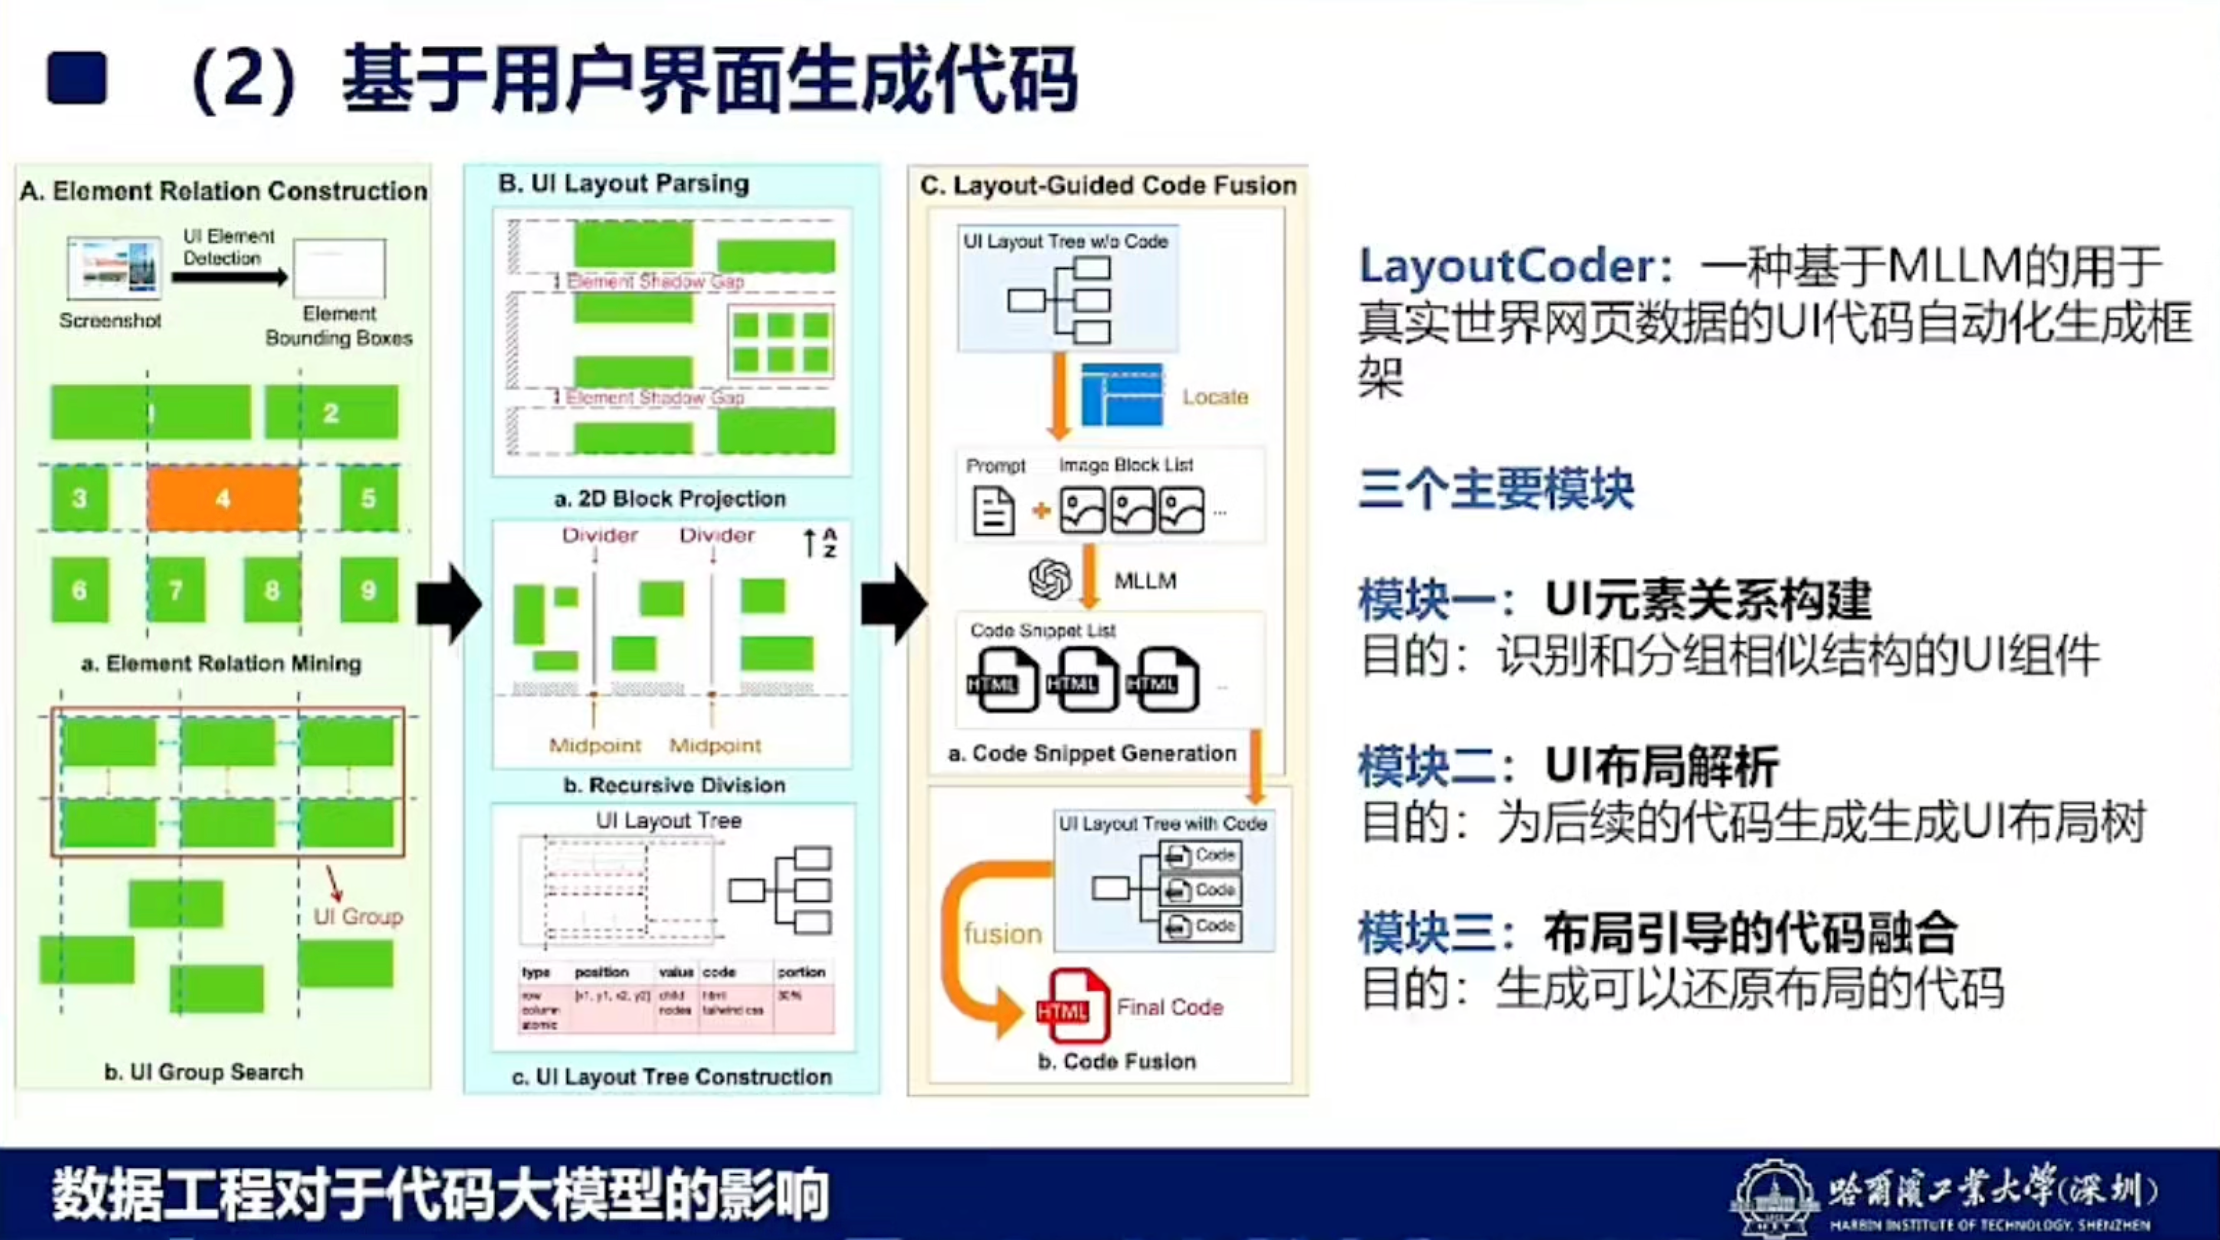 (2) 基于用户界面生成代码
A. Element Relation Construction
UI Element
Detection
Screenshot
Element
Bounding Boxes
1
2
3
4
5
6
7
8
9
a. Element Relation Mining
UI Group
b. UI Group Search
B. UI Layout Parsing
Element Shadow Gap
Element Shadow Gap
a. 2D Block Projection
Divider
Divider
A
Z
Midpoint
Midpoint
b. Recursive Division
UI Layout Tree
type position value code portion
row [x1, y1, x2, y2] child html 30%
column nodes tailwind css
atomic
c. UI Layout Tree Construction
C. Layout-Guided Code Fusion
UI Layout Tree w/o Code
Locate
Prompt
Image Block List
...
MLLM
Code Snippet List
HTML
HTML
HTML
...
a. Code Snippet Generation
UI Layout Tree with Code
Code
Code
Code
fusion
HTML
Final Code
b. Code Fusion
LayoutCoder：一种基于MLLM的用于
真实世界网页数据的UI代码自动化生成框
架
三个主要模块
模块一：UI元素关系构建
目的：识别和分组相似结构的UI组件
模块二：UI布局解析
目的：为后续的代码生成生成UI布局树
模块三：布局引导的代码融合
目的：生成可以还原布局的代码
数据工程对于代码大模型的影响
哈尔滨工业大学(深圳)
HARBIN INSTITUTE OF TECHNOLOGY, SHENZHEN